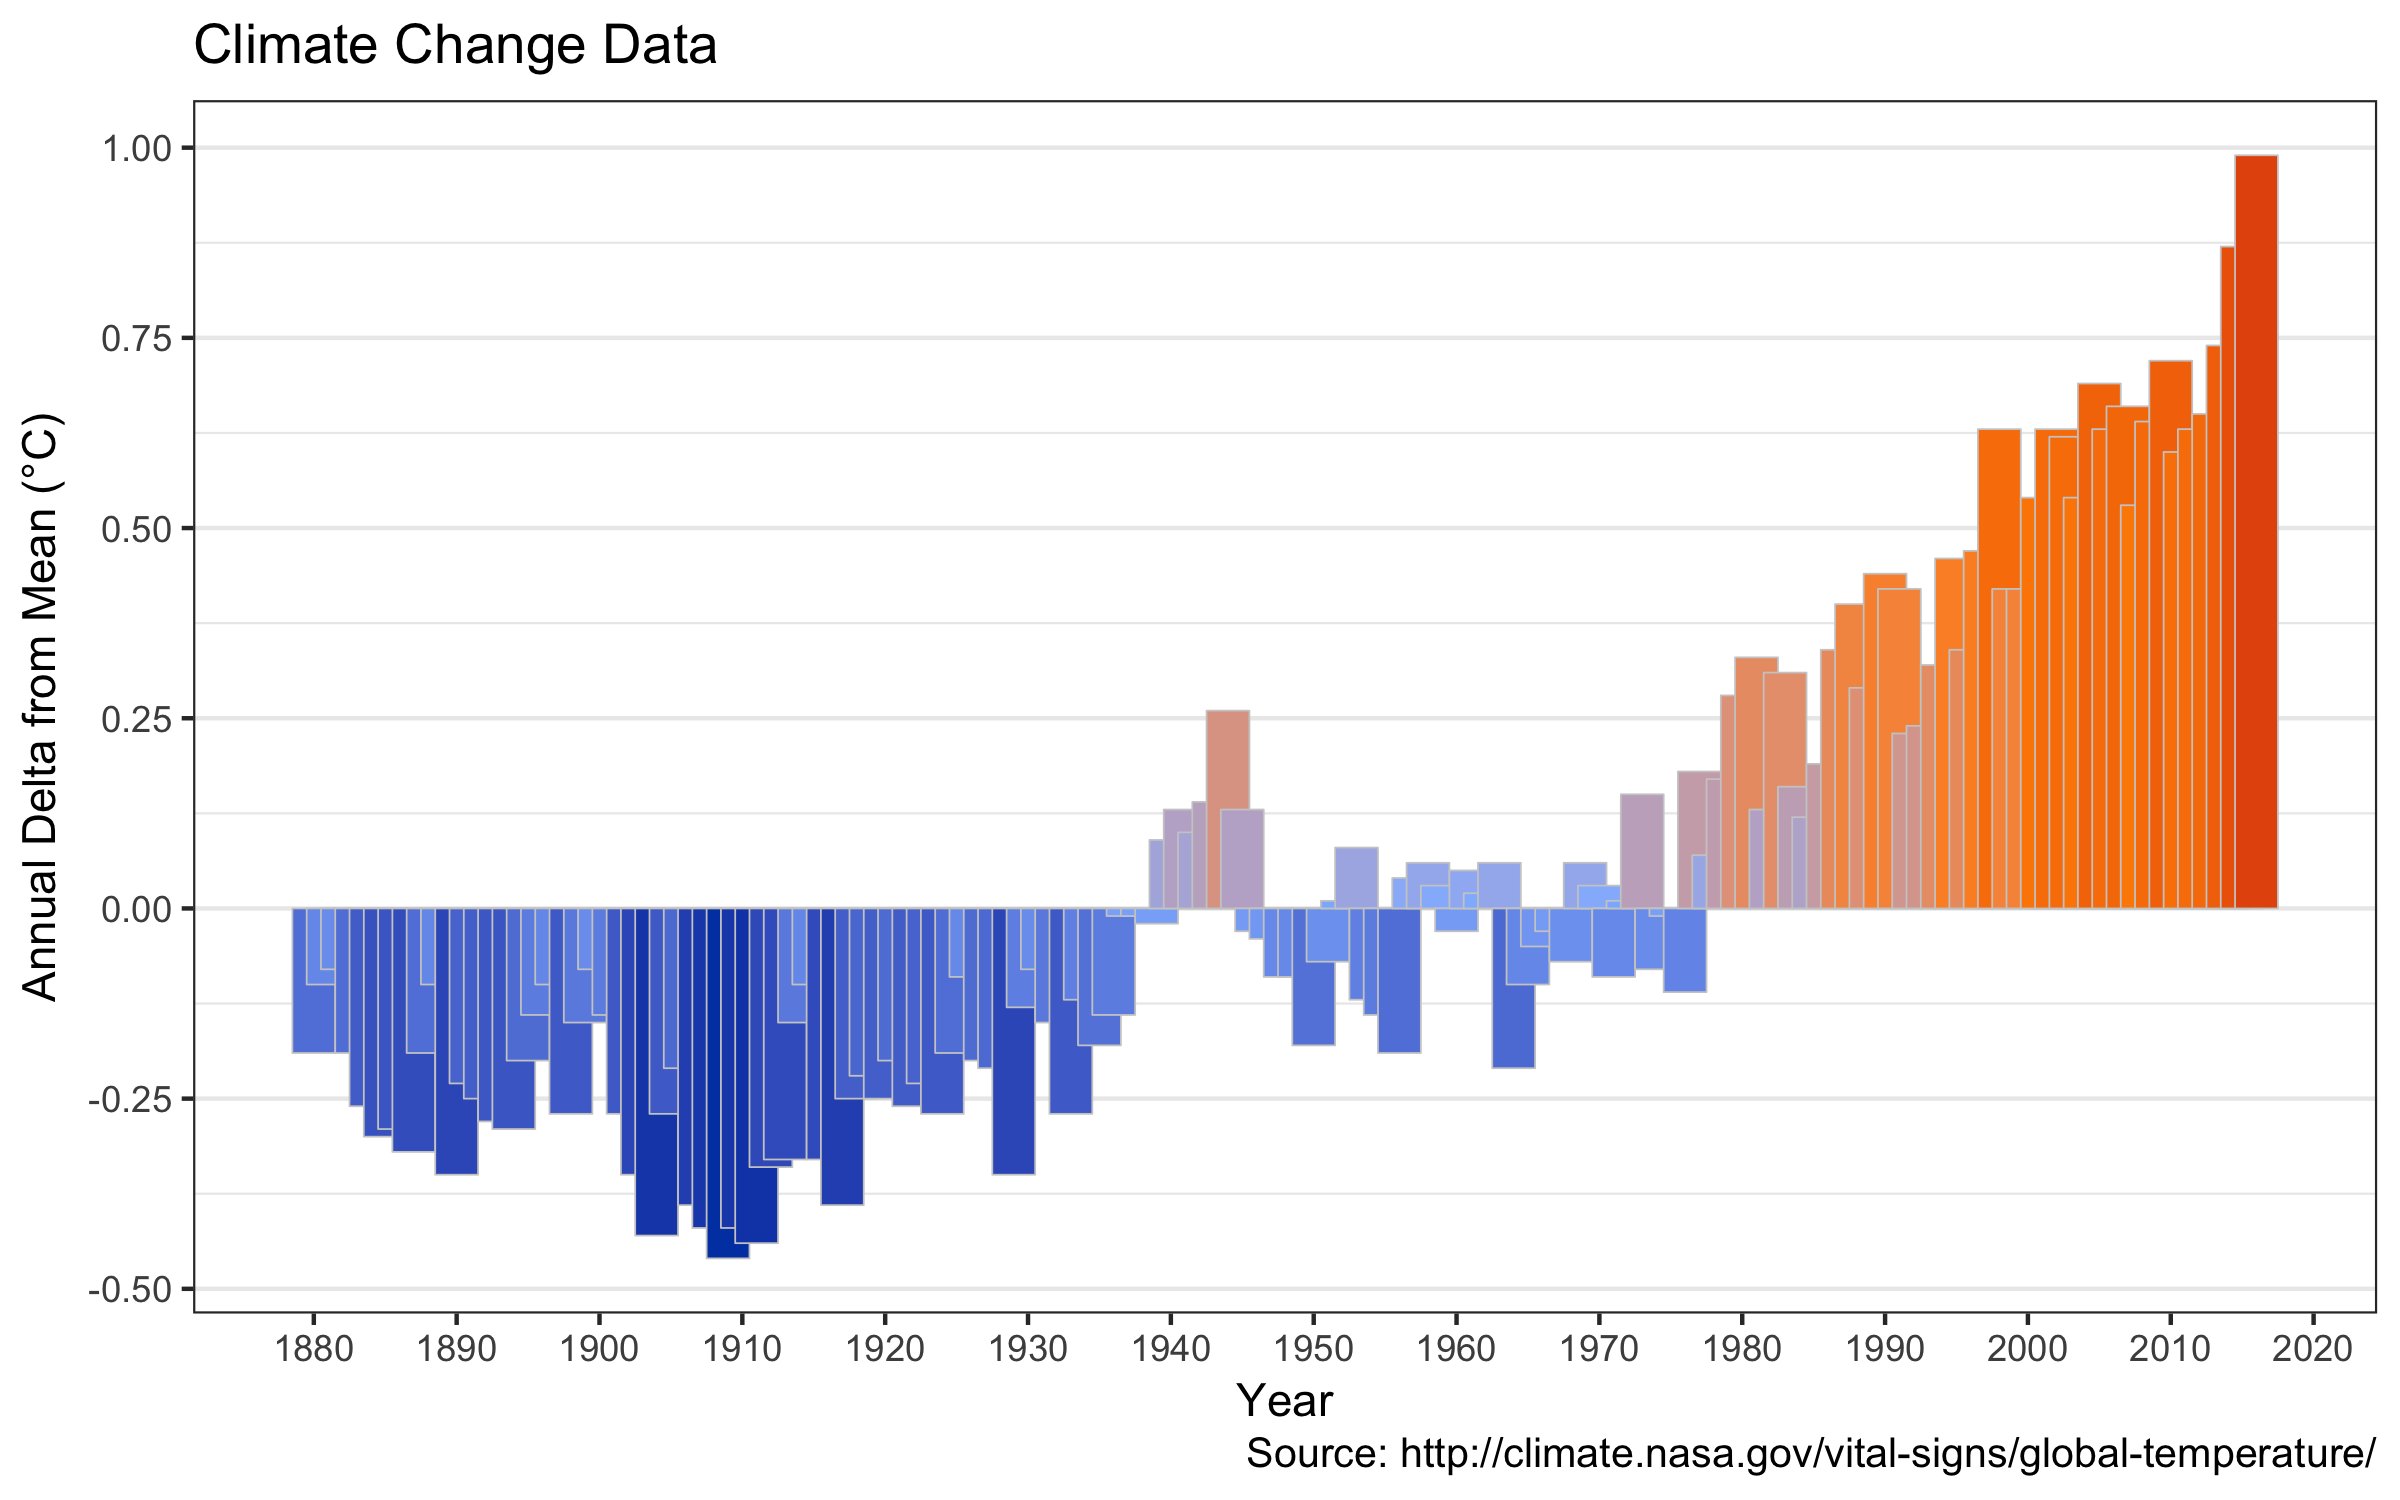 Climate Change Data
1.00
0.75
0.50
0.25
0.00
-0.25
-0.50
Annual Delta from Mean (°C)
1880 1890 1900 1910 1920 1930 1940 1950 1960 1970 1980 1990 2000 2010 2020
Year
Source: http://climate.nasa.gov/vital-signs/global-temperature/